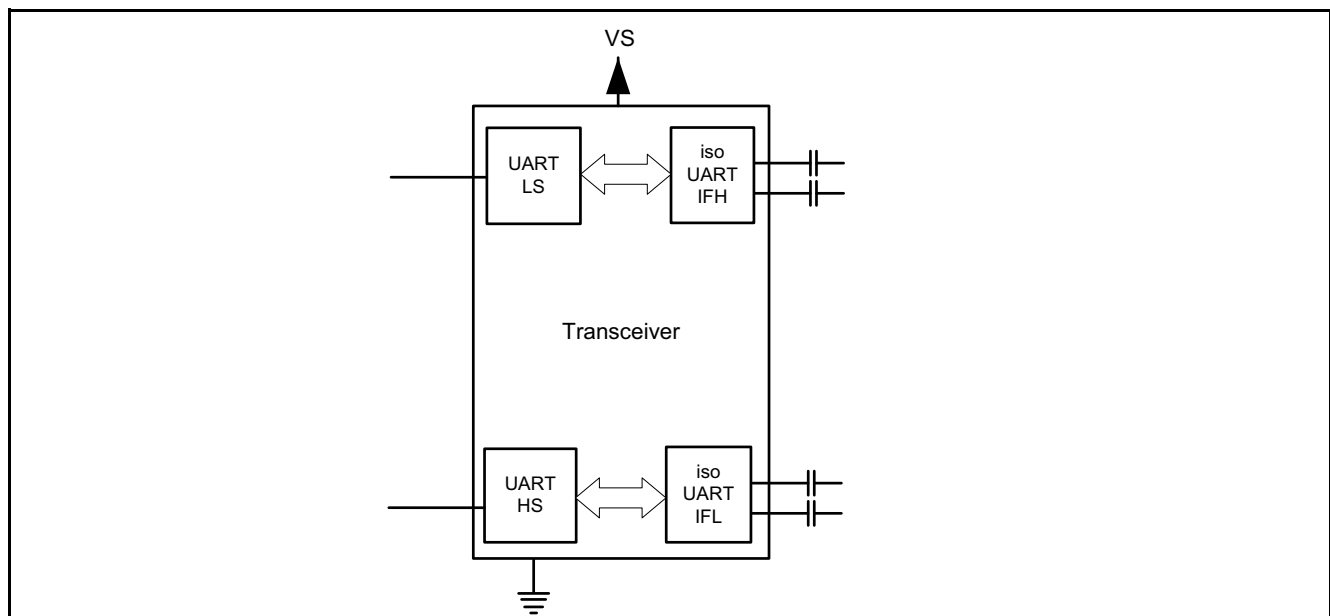 VS
UART
LS
iso
UART
IFH
Transceiver
UART
HS
iso
UART
IFL